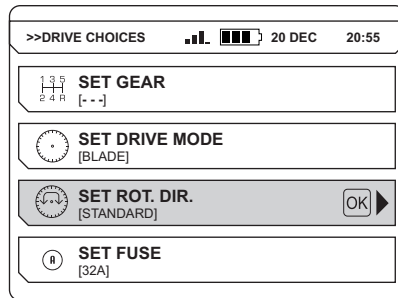 >>DRIVE CHOICES 20 DEC 20:55
1 3 5
2 4 R
SET GEAR
[- - -]
SET DRIVE MODE
[BLADE]
SET ROT. DIR.
[STANDARD]
OK
A
SET FUSE
[32A]